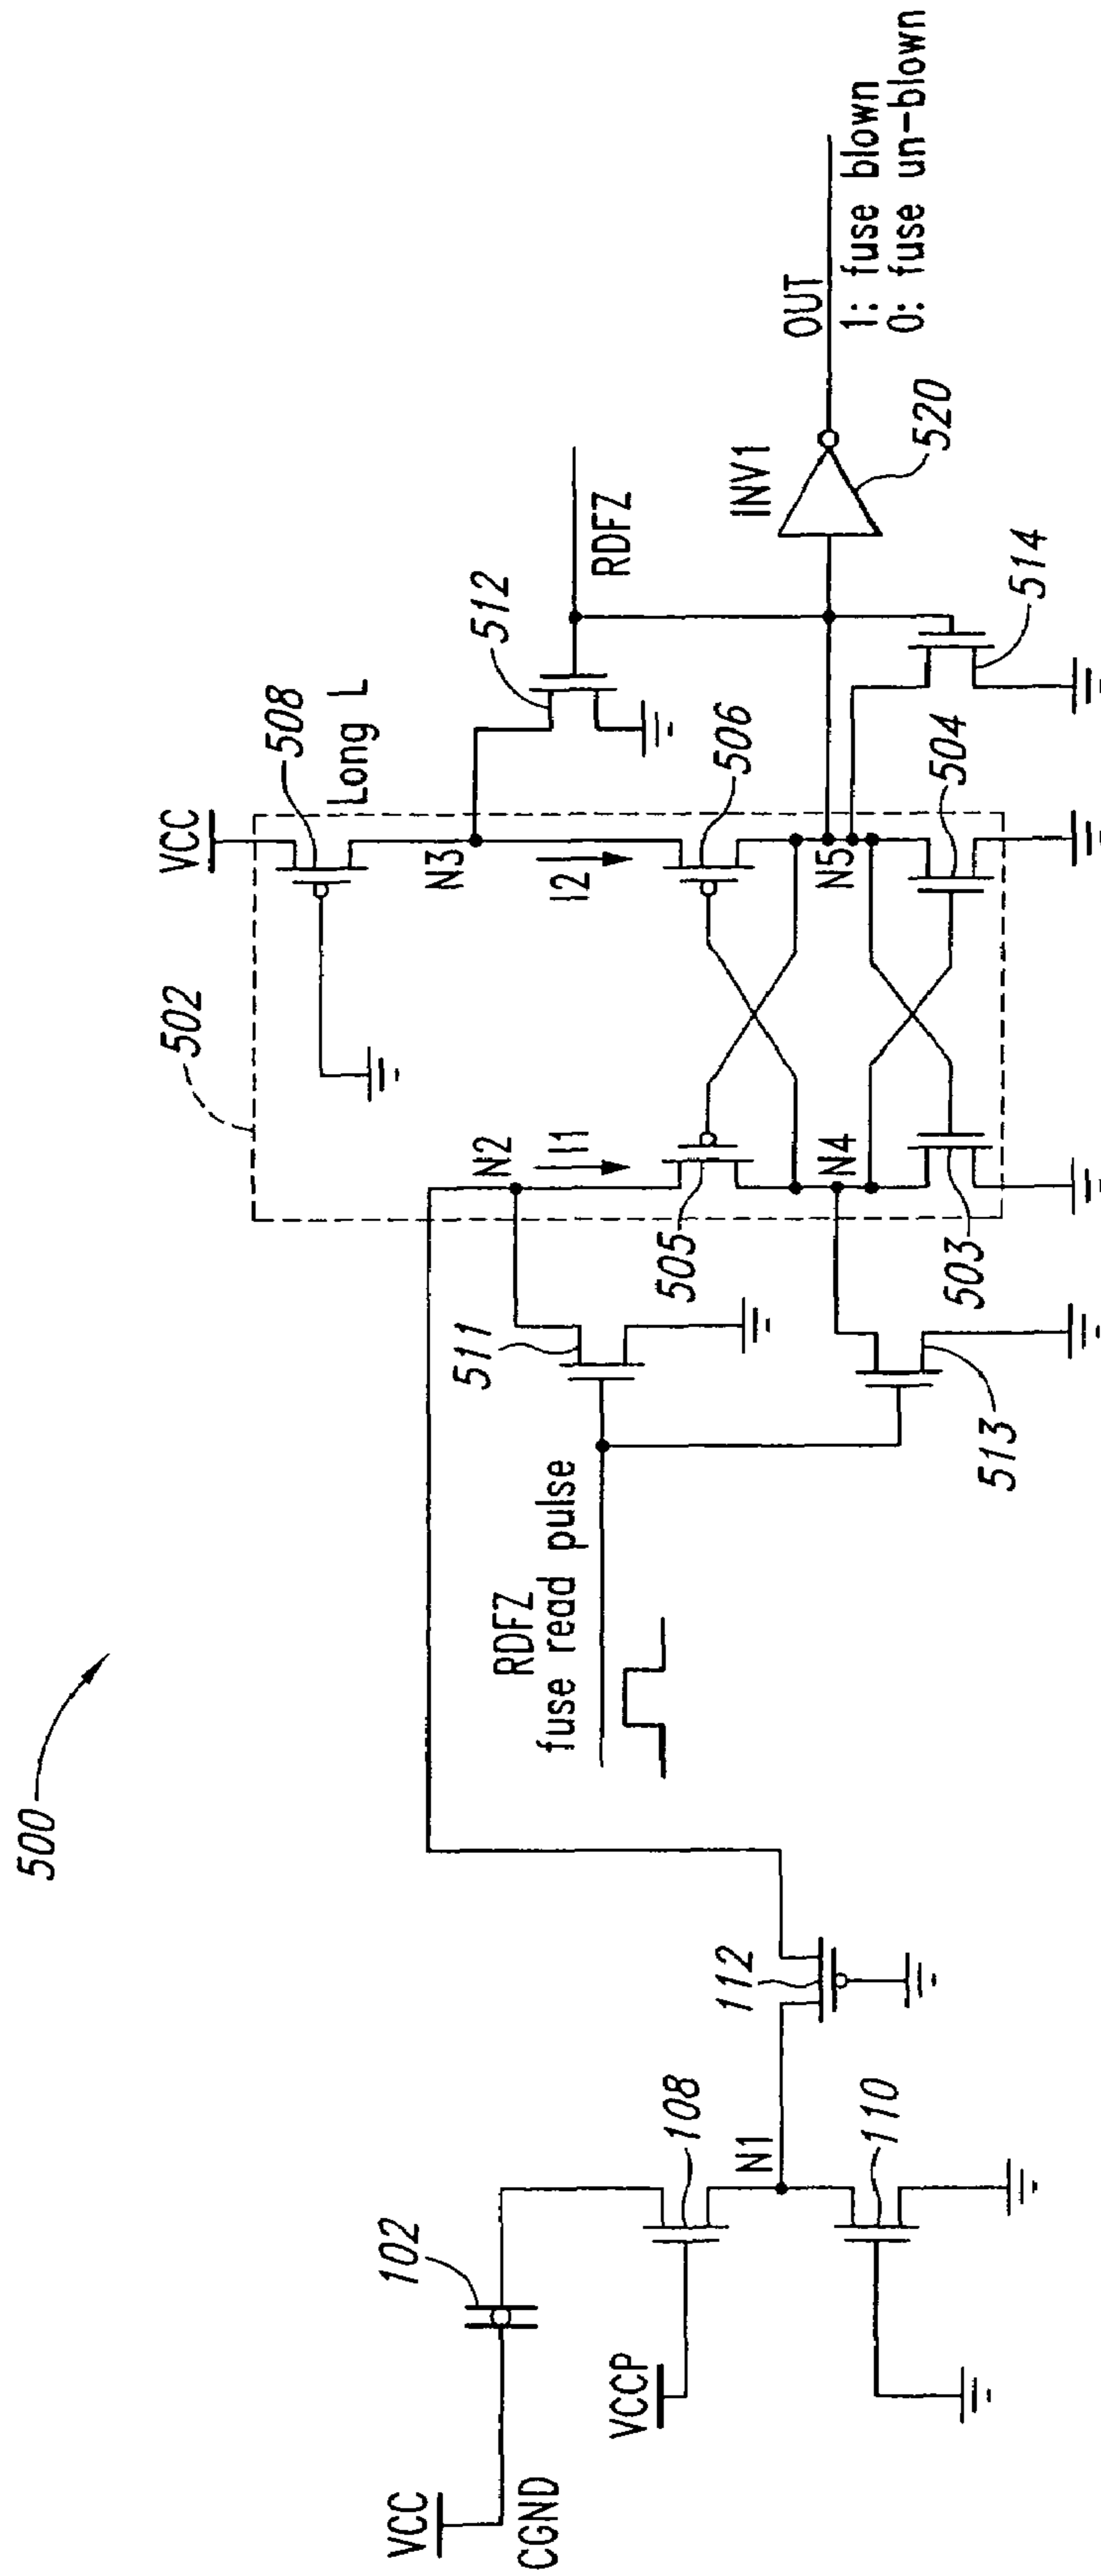 500
VCC
CGND
102
VCCP
108
N1
110
112
RDFZ
fuse read pulse
511
513
502
N2
I1
505
N4
503
VCC
508
Long L
N3
I2
506
N5
504
512
RDFZ
514
INV1
520
OUT
1: fuse blown
0: fuse un-blown